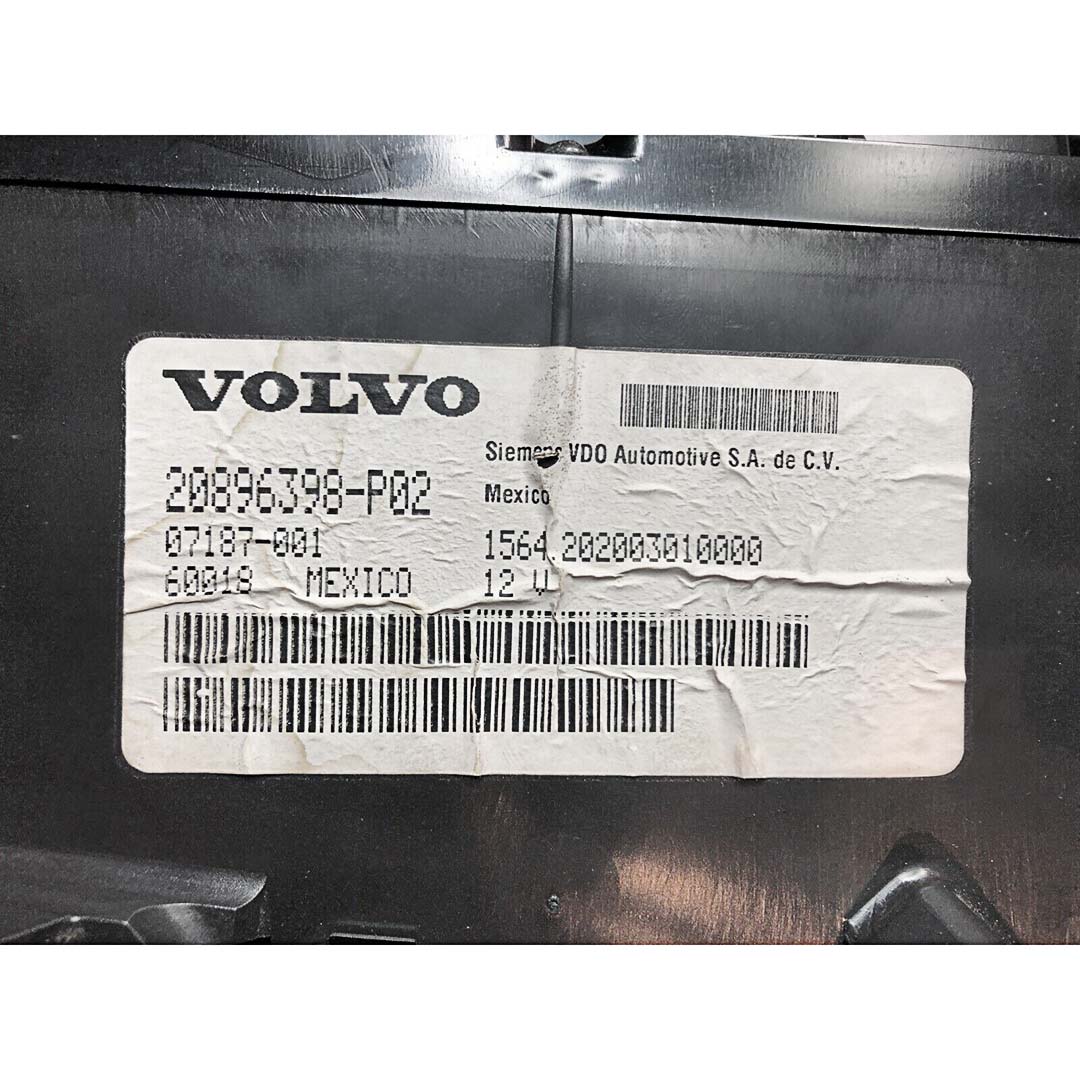 VOLVO
Siemens VDO Automotive S.A. de C.V.
20896398-P02
Mexico
07187-001 1564.202003010000
60018 MEXICO 12 V